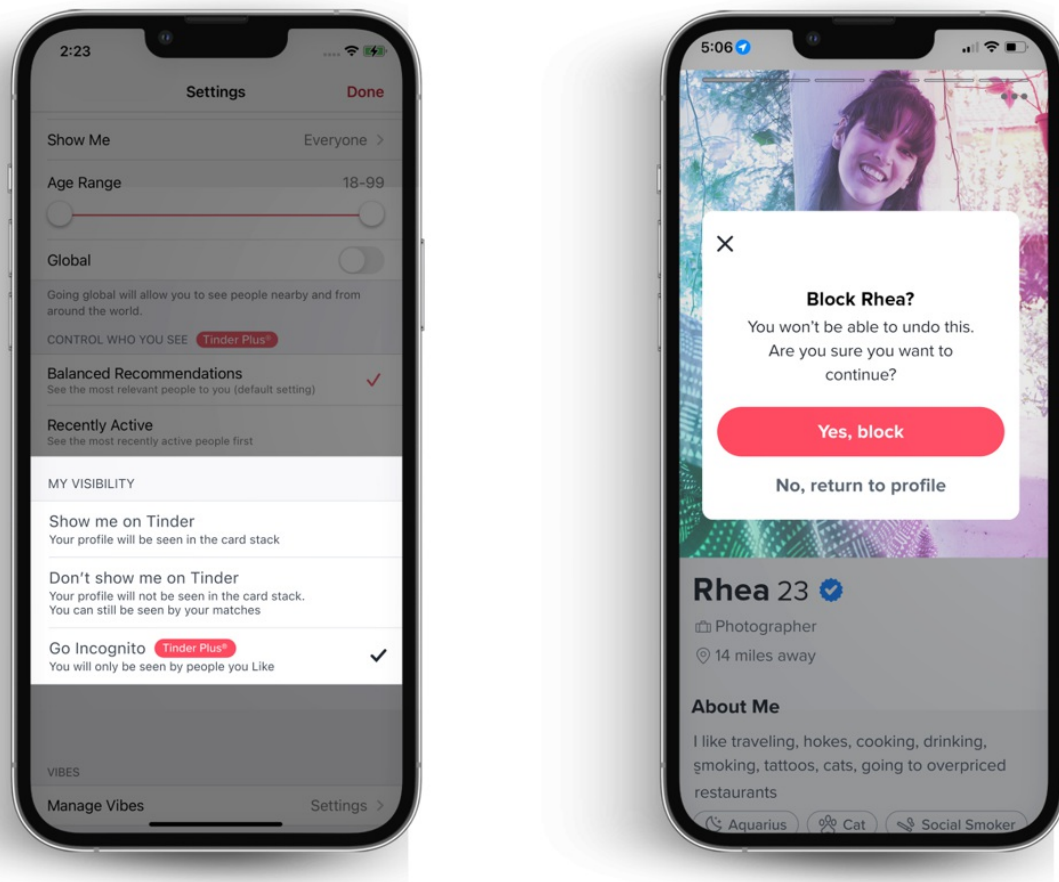 2:23
Settings
Done
Show Me
Everyone >
Age Range
18-99
Global
Going global will allow you to see people nearby and from
around the world.
CONTROL WHO YOU SEE Tinder Plus®
Balanced Recommendations
See the most relevant people to you (default setting)
Recently Active
See the most recently active people first
MY VISIBILITY
Show me on Tinder
Your profile will be seen in the card stack
Don't show me on Tinder
Your profile will not be seen in the card stack.
You can still be seen by your matches
Go Incognito Tinder Plus®
You will only be seen by people you Like
VIBES
Manage Vibes
Settings >
5:06
Block Rhea?
You won't be able to undo this.
Are you sure you want to
continue?
Yes, block
No, return to profile
Rhea 23
Photographer
14 miles away
About Me
I like traveling, hokes, cooking, drinking,
smoking, tattoos, cats, going to overpriced
restaurants
Aquarius
Cat
Social Smoker